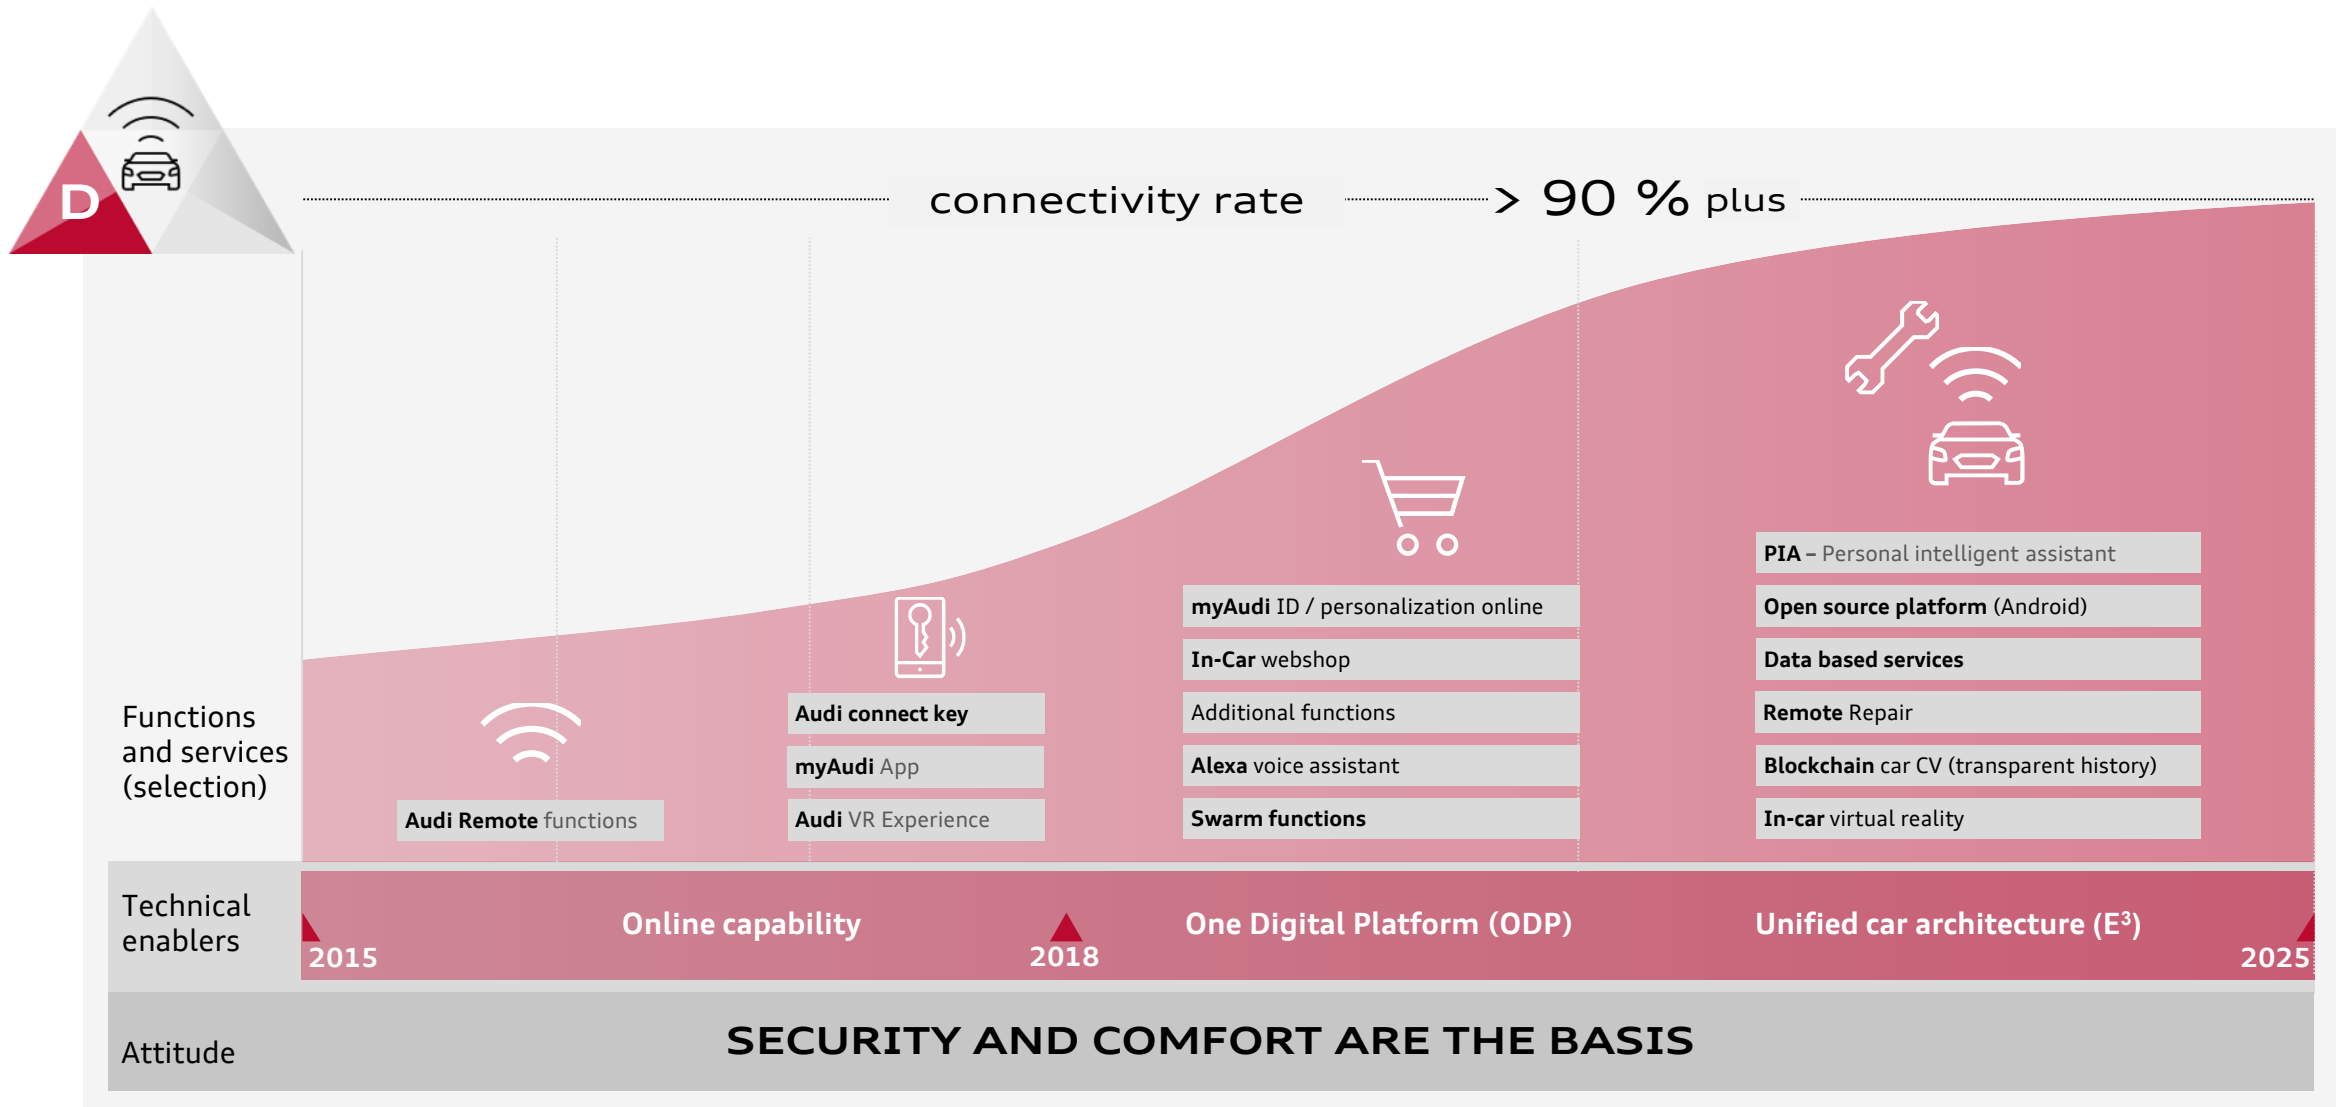 D
connectivity rate > 90 % plus
Functions
and services
(selection)
Audi Remote functions
Audi connect key
myAudi App
Audi VR Experience
myAudi ID / personalization online
In-Car webshop
Additional functions
Alexa voice assistant
Swarm functions
PIA – Personal intelligent assistant
Open source platform (Android)
Data based services
Remote Repair
Blockchain car CV (transparent history)
In-car virtual reality
Technical
enablers
Online capability
One Digital Platform (ODP)
Unified car architecture (E³)
2015
2018
2025
Attitude
SECURITY AND COMFORT ARE THE BASIS